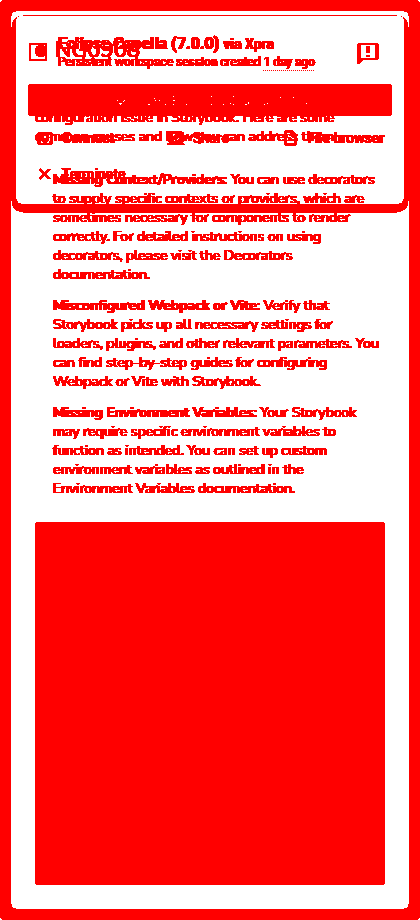 NG0908
Eclipse Capella (7.0.0) via Xpra
Persistent workspace session created 1 day ago
configuration issue in Storybook. Here are some
causes and how you can address
Share
File browser
Terminate
Missing Context/Providers: You can use decorators
to supply specific contexts or providers, which are
sometimes necessary for components to render
correctly. For detailed instructions on using
decorators, please visit the Decorators
documentation.
Misconfigured Webpack or Vite: Verify that
Storybook picks up all necessary settings for
loaders, plugins, and other relevant parameters. You
can find step-by-step guides for configuring
Webpack or Vite with Storybook.
Missing Environment Variables: Your Storybook
may require specific environment variables to
function as intended. You can set up custom
environment variables as outlined in the
Environment Variables documentation.